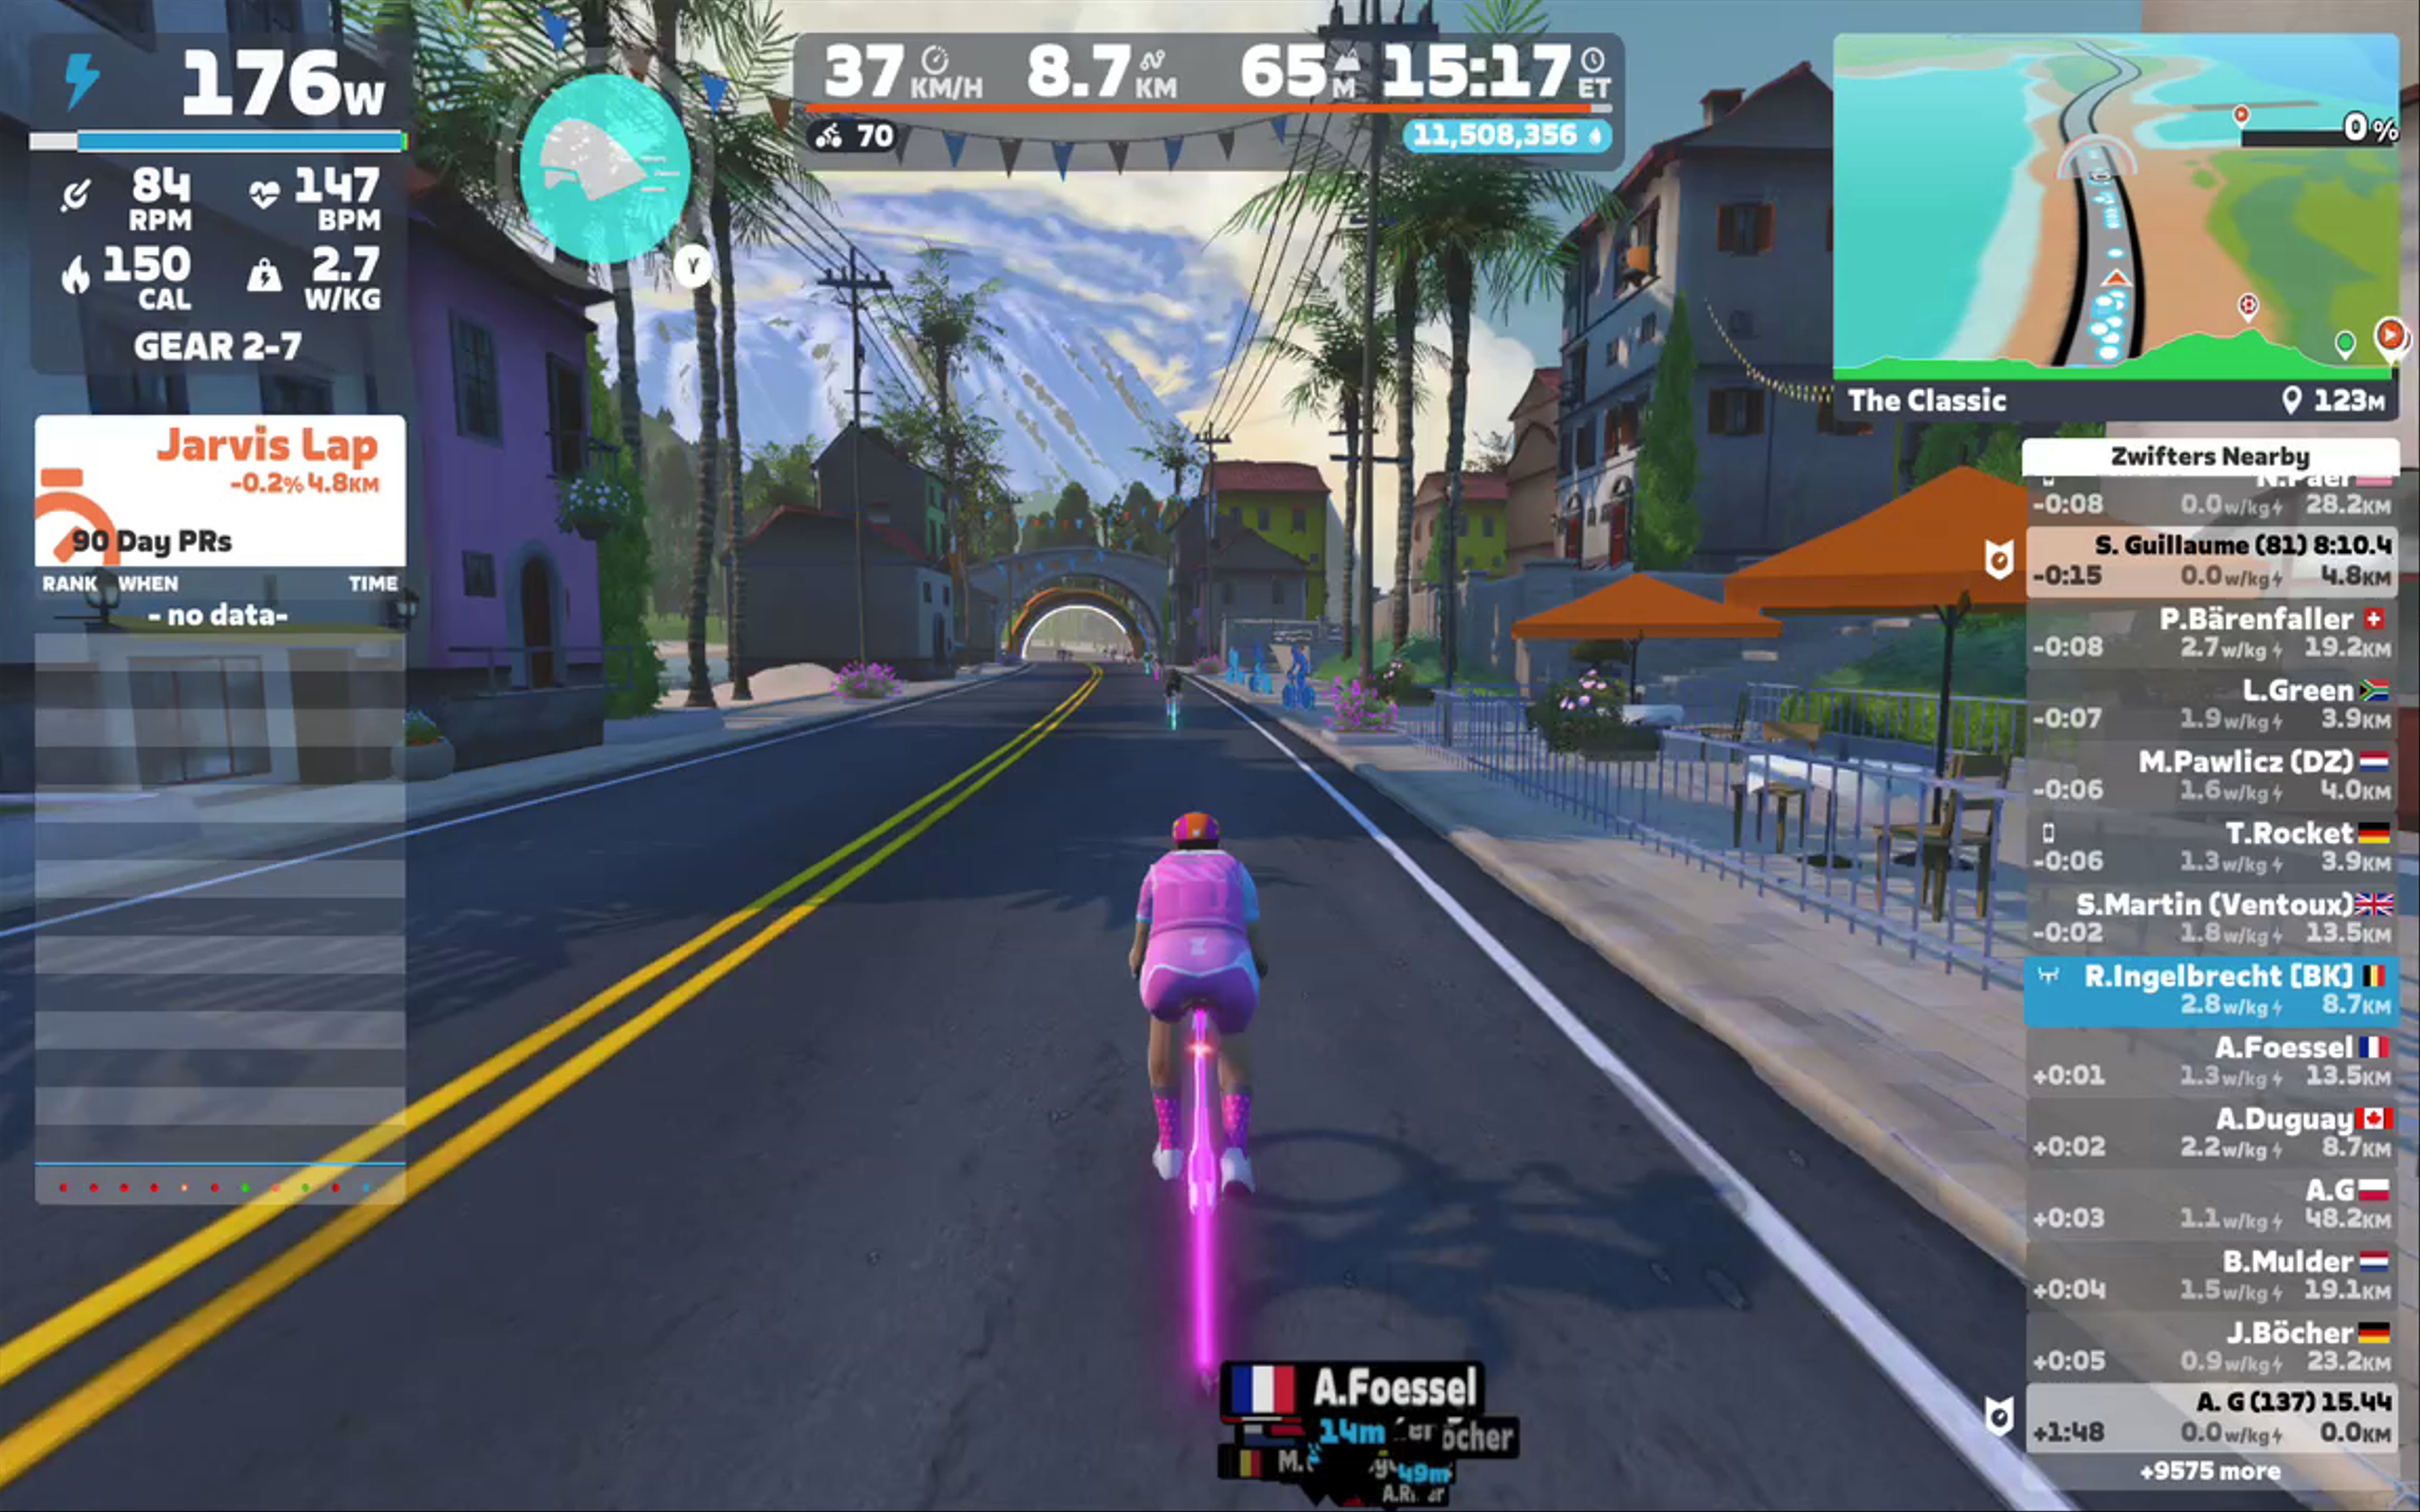 176w
84 RPM
147 BPM
150 CAL
2.7 W/KG
GEAR 2-7
Y
37 KM/H 8.7 KM 65 M 15:17 ET
70
11,508,356
0%
The Classic 123M
Jarvis Lap
-0.2% 4.8KM
90 Day PRs
RANK WHEN TIME
- no data-
Zwifters Nearby
N.Paer
-0:08 0.0w/kg 28.2KM
S. Guillaume (81) 8:10.4
-0:15 0.0w/kg 4.8KM
P.Bärenfaller
-0:08 2.7w/kg 19.2KM
L.Green
-0:07 1.9w/kg 3.9KM
M.Pawlicz (DZ)
-0:06 1.6w/kg 4.0KM
T.Rocket
-0:06 1.3w/kg 3.9KM
S.Martin (Ventoux)
-0:02 1.8w/kg 13.5KM
R.Ingelbrecht [BK]
2.8w/kg 8.7KM
A.Foessel
+0:01 1.3w/kg 13.5KM
A.Duguay
+0:02 2.2w/kg 8.7KM
A.G
+0:03 1.1w/kg 48.2KM
B.Mulder
+0:04 1.5w/kg 19.1KM
J.Böcher
+0:05 0.9w/kg 23.2KM
A. G (137) 15.44
+1:48 0.0w/kg 0.0KM
+9575 more
A.Foessel
14m
49m